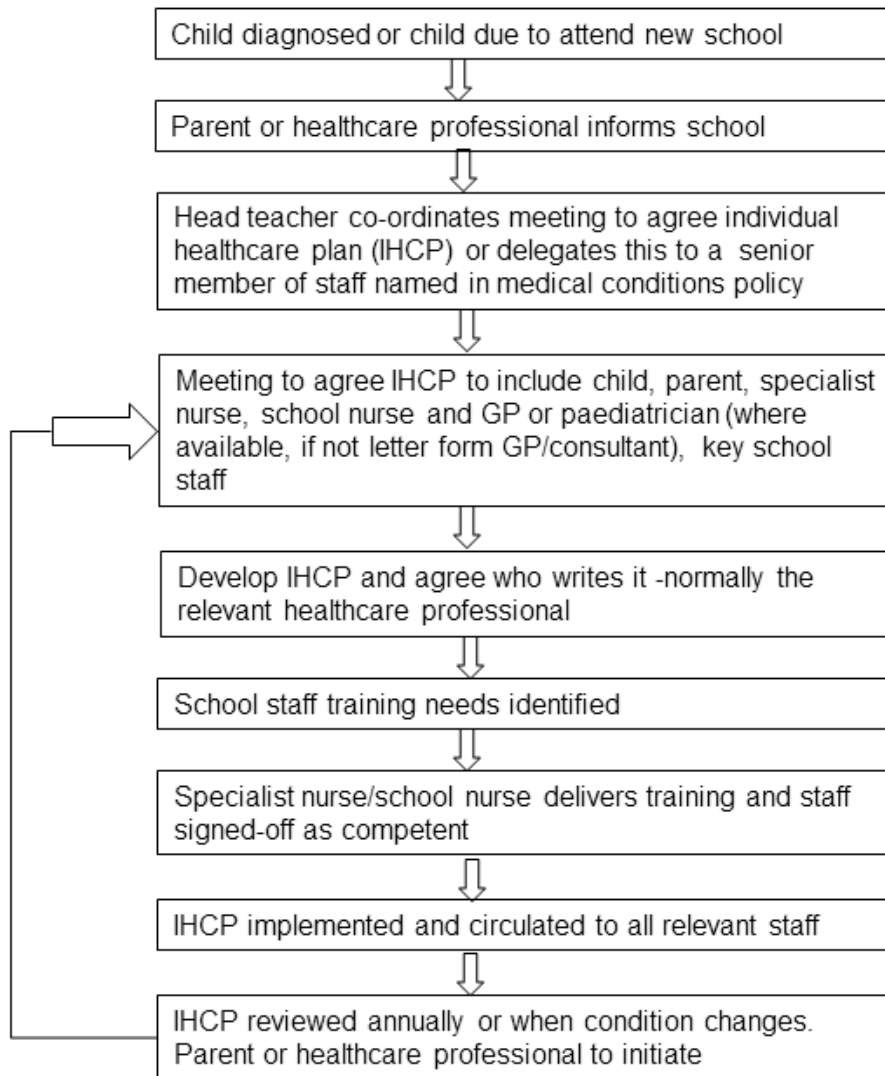 Child diagnosed or child due to attend new school
Parent or healthcare professional informs school
Head teacher co-ordinates meeting to agree individual
healthcare plan (IHCP) or delegates this to a senior
member of staff named in medical conditions policy
Meeting to agree IHCP to include child, parent, specialist
nurse, school nurse and GP or paediatrician (where
available, if not letter form GP/consultant), key school
staff
Develop IHCP and agree who writes it -normally the
relevant healthcare professional
School staff training needs identified
Specialist nurse/school nurse delivers training and staff
signed-off as competent
IHCP implemented and circulated to all relevant staff
IHCP reviewed annually or when condition changes.
Parent or healthcare professional to initiate